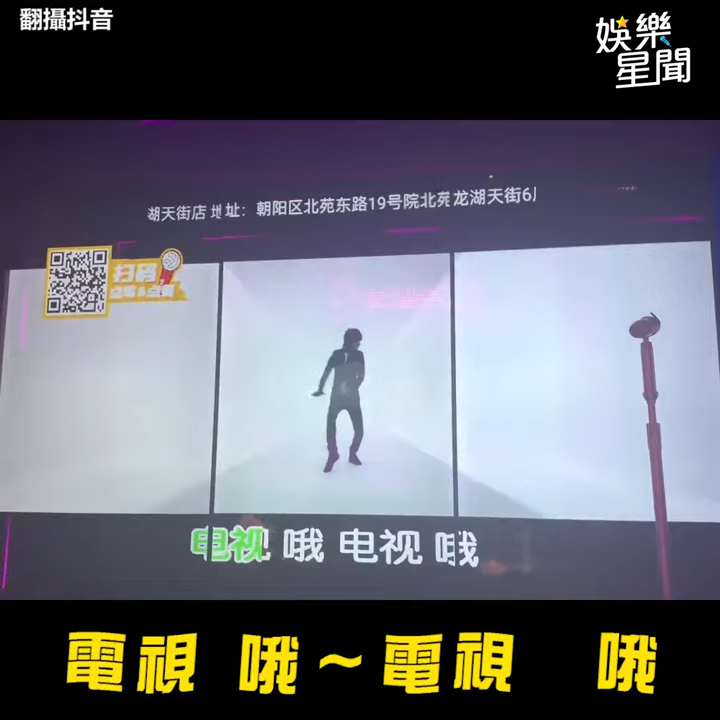 翻攝抖音
娛樂
星聞
湖天街店 地址：朝阳区北苑东路19号院北苑龙湖天街6层
扫码
电视 哦 电视 哦
電視 哦～電視 哦